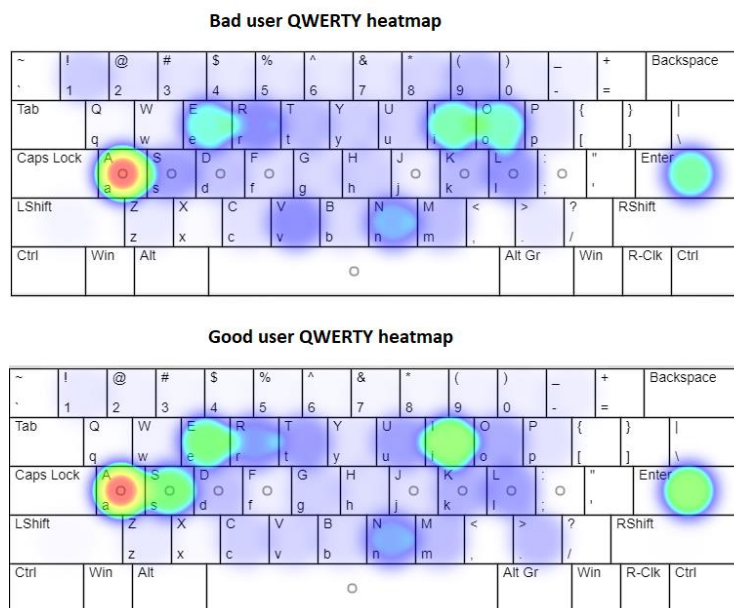 Bad user QWERTY heatmap
~ ! @ # $ % ^ & * ( ) _ + Backspace
` 1 2 3 4 5 6 7 8 9 0 - =
Tab Q W E R T Y U I O P { } |
q w e r t y u i o p [ ] \
Caps Lock A S D F G H J K L : " Enter
a s d f g h j k l ; '
LShift Z X C V B N M < > ? RShift
z x c v b n m , . /
Ctrl Win Alt Alt Gr Win R-Clk Ctrl
Good user QWERTY heatmap
~ ! @ # $ % ^ & * ( ) _ + Backspace
` 1 2 3 4 5 6 7 8 9 0 - =
Tab Q W E R T Y U I O P { } |
q w e r t y u i o p [ ] \
Caps Lock A S D F G H J K L : " Enter
a s d f g h j k l ; '
LShift Z X C V B N M < > ? RShift
z x c v b n m , . /
Ctrl Win Alt Alt Gr Win R-Clk Ctrl